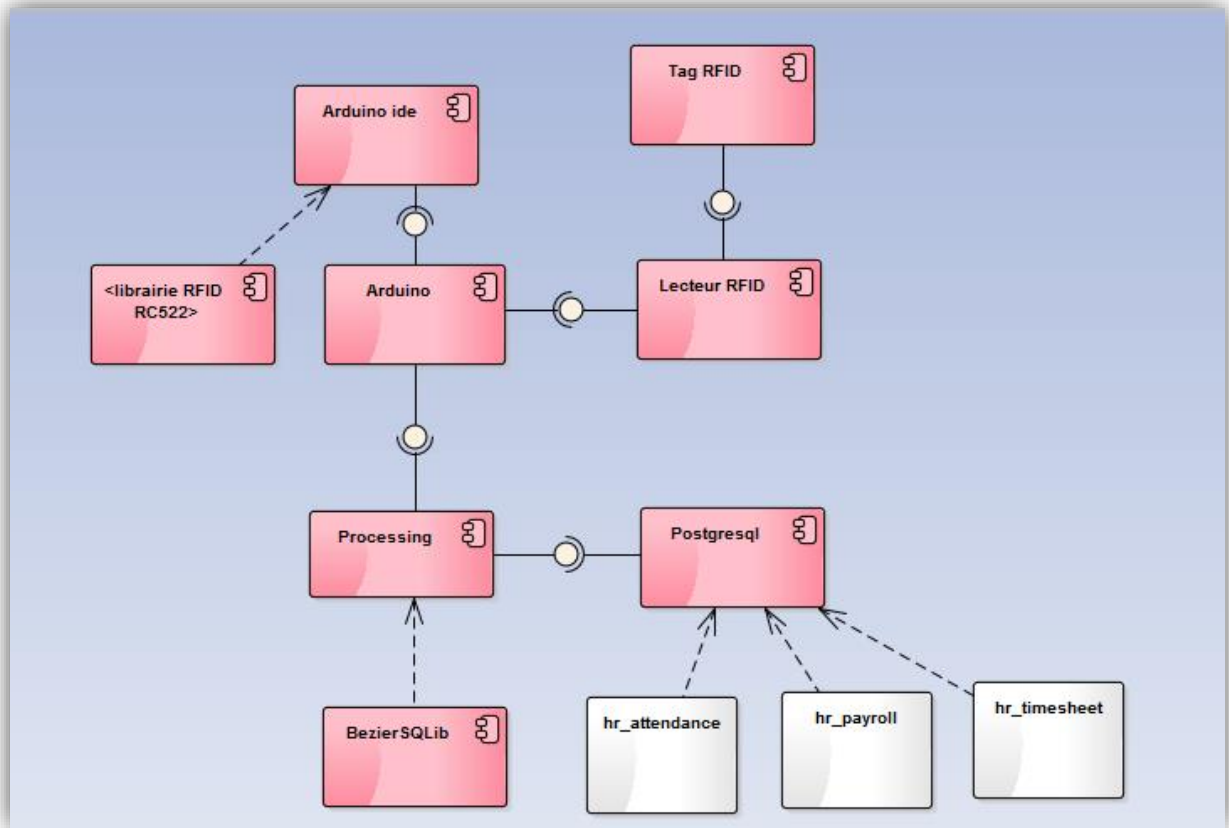 Tag RFID
Arduino ide
<librairie RFID
RC522>
Arduino
Lecteur RFID
Processing
Postgresql
BezierSQLib
hr_attendance
hr_payroll
hr_timesheet